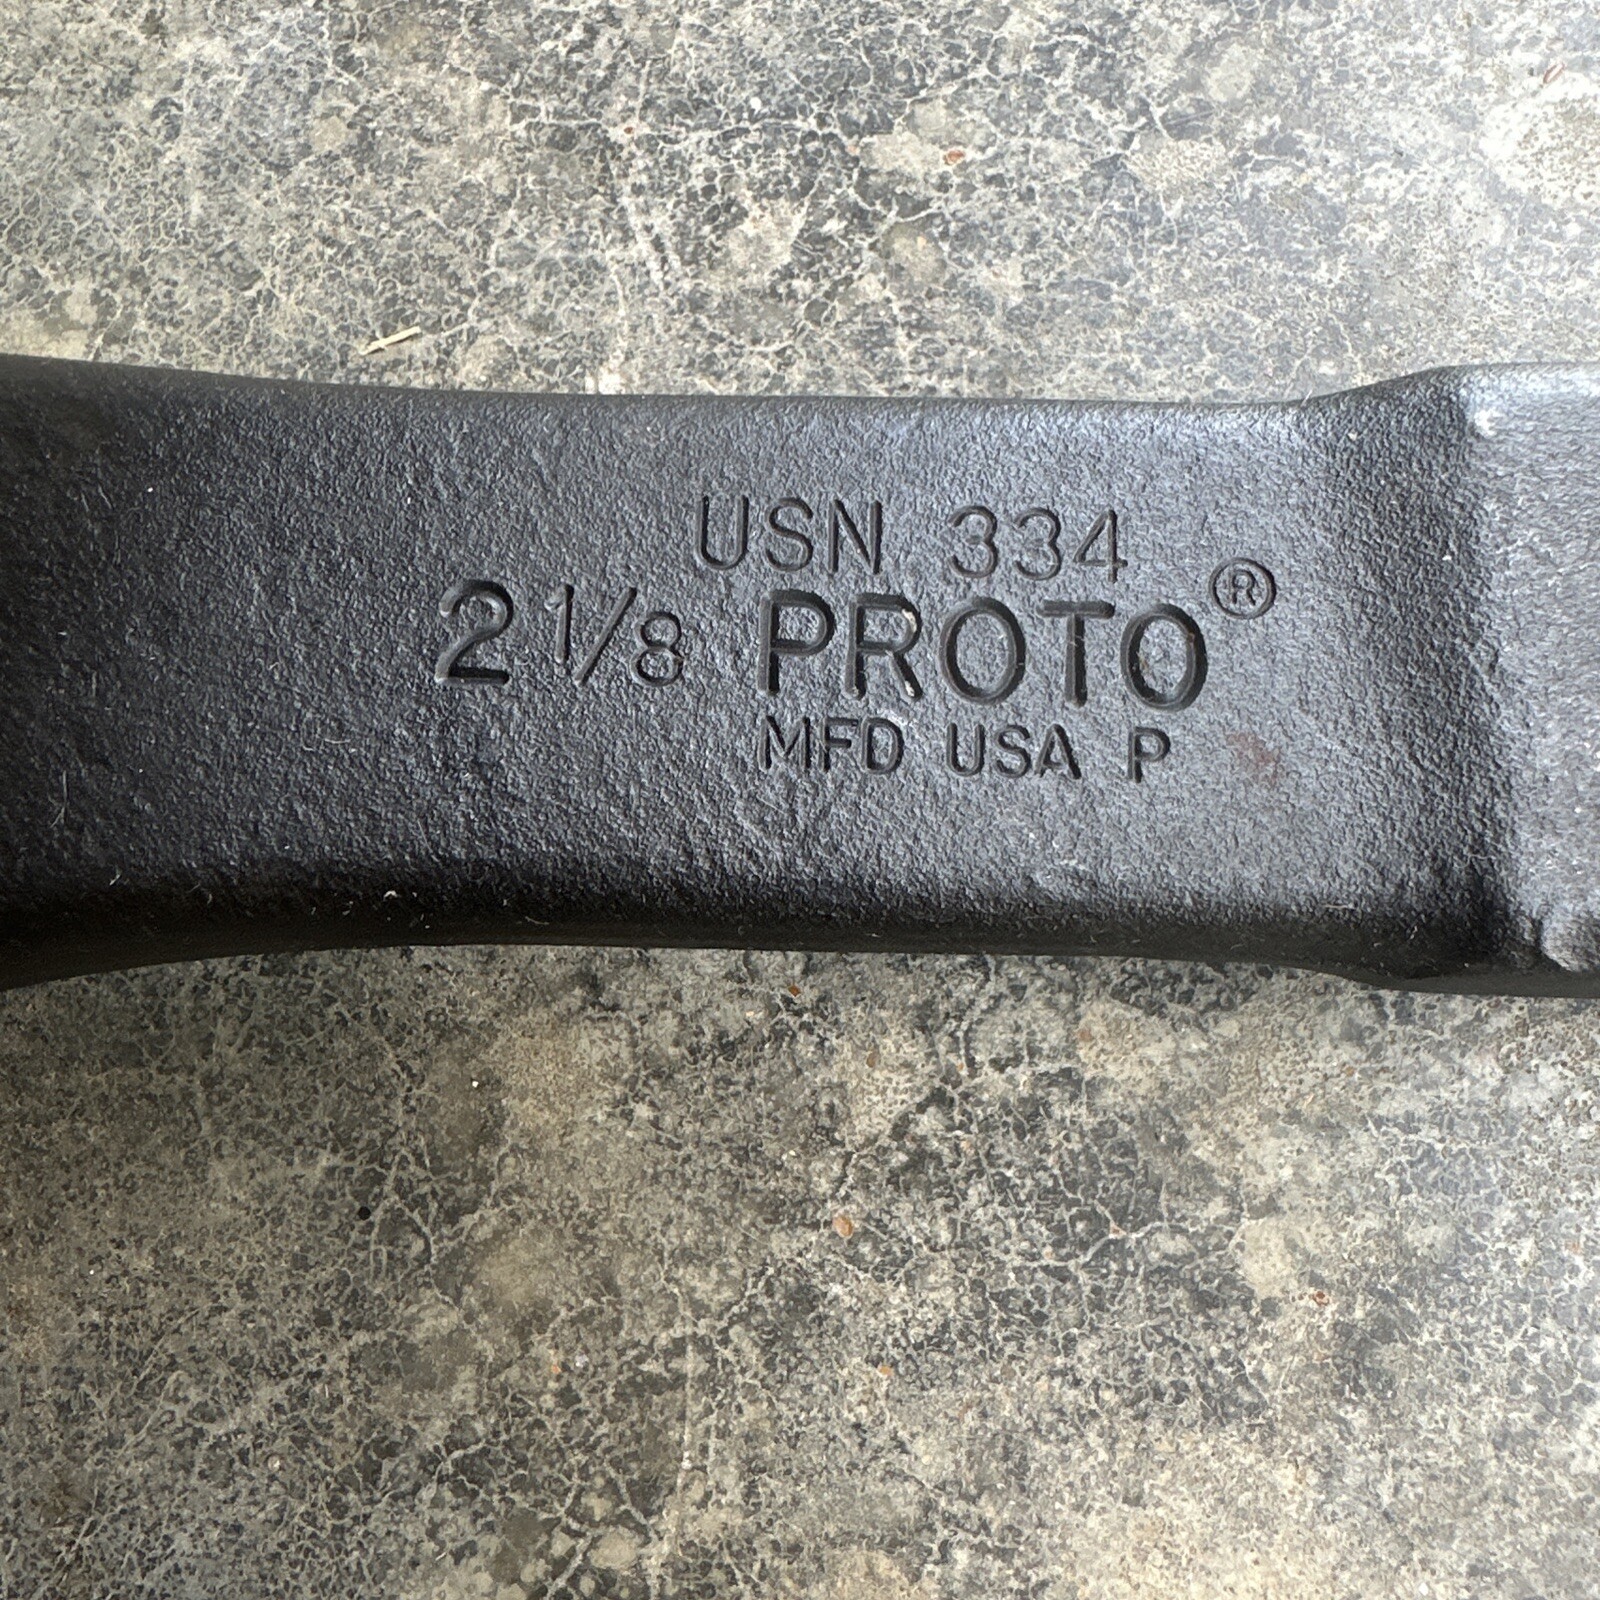 USN 334
2 1/8 PROTO®
MFD USA P